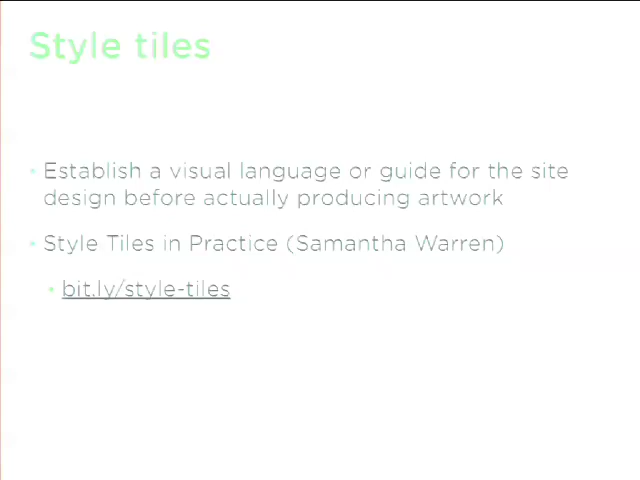 Style tiles
• Establish a visual language or guide for the site
design before actually producing artwork
• Style Tiles in Practice (Samantha Warren)
• bit.ly/style-tiles